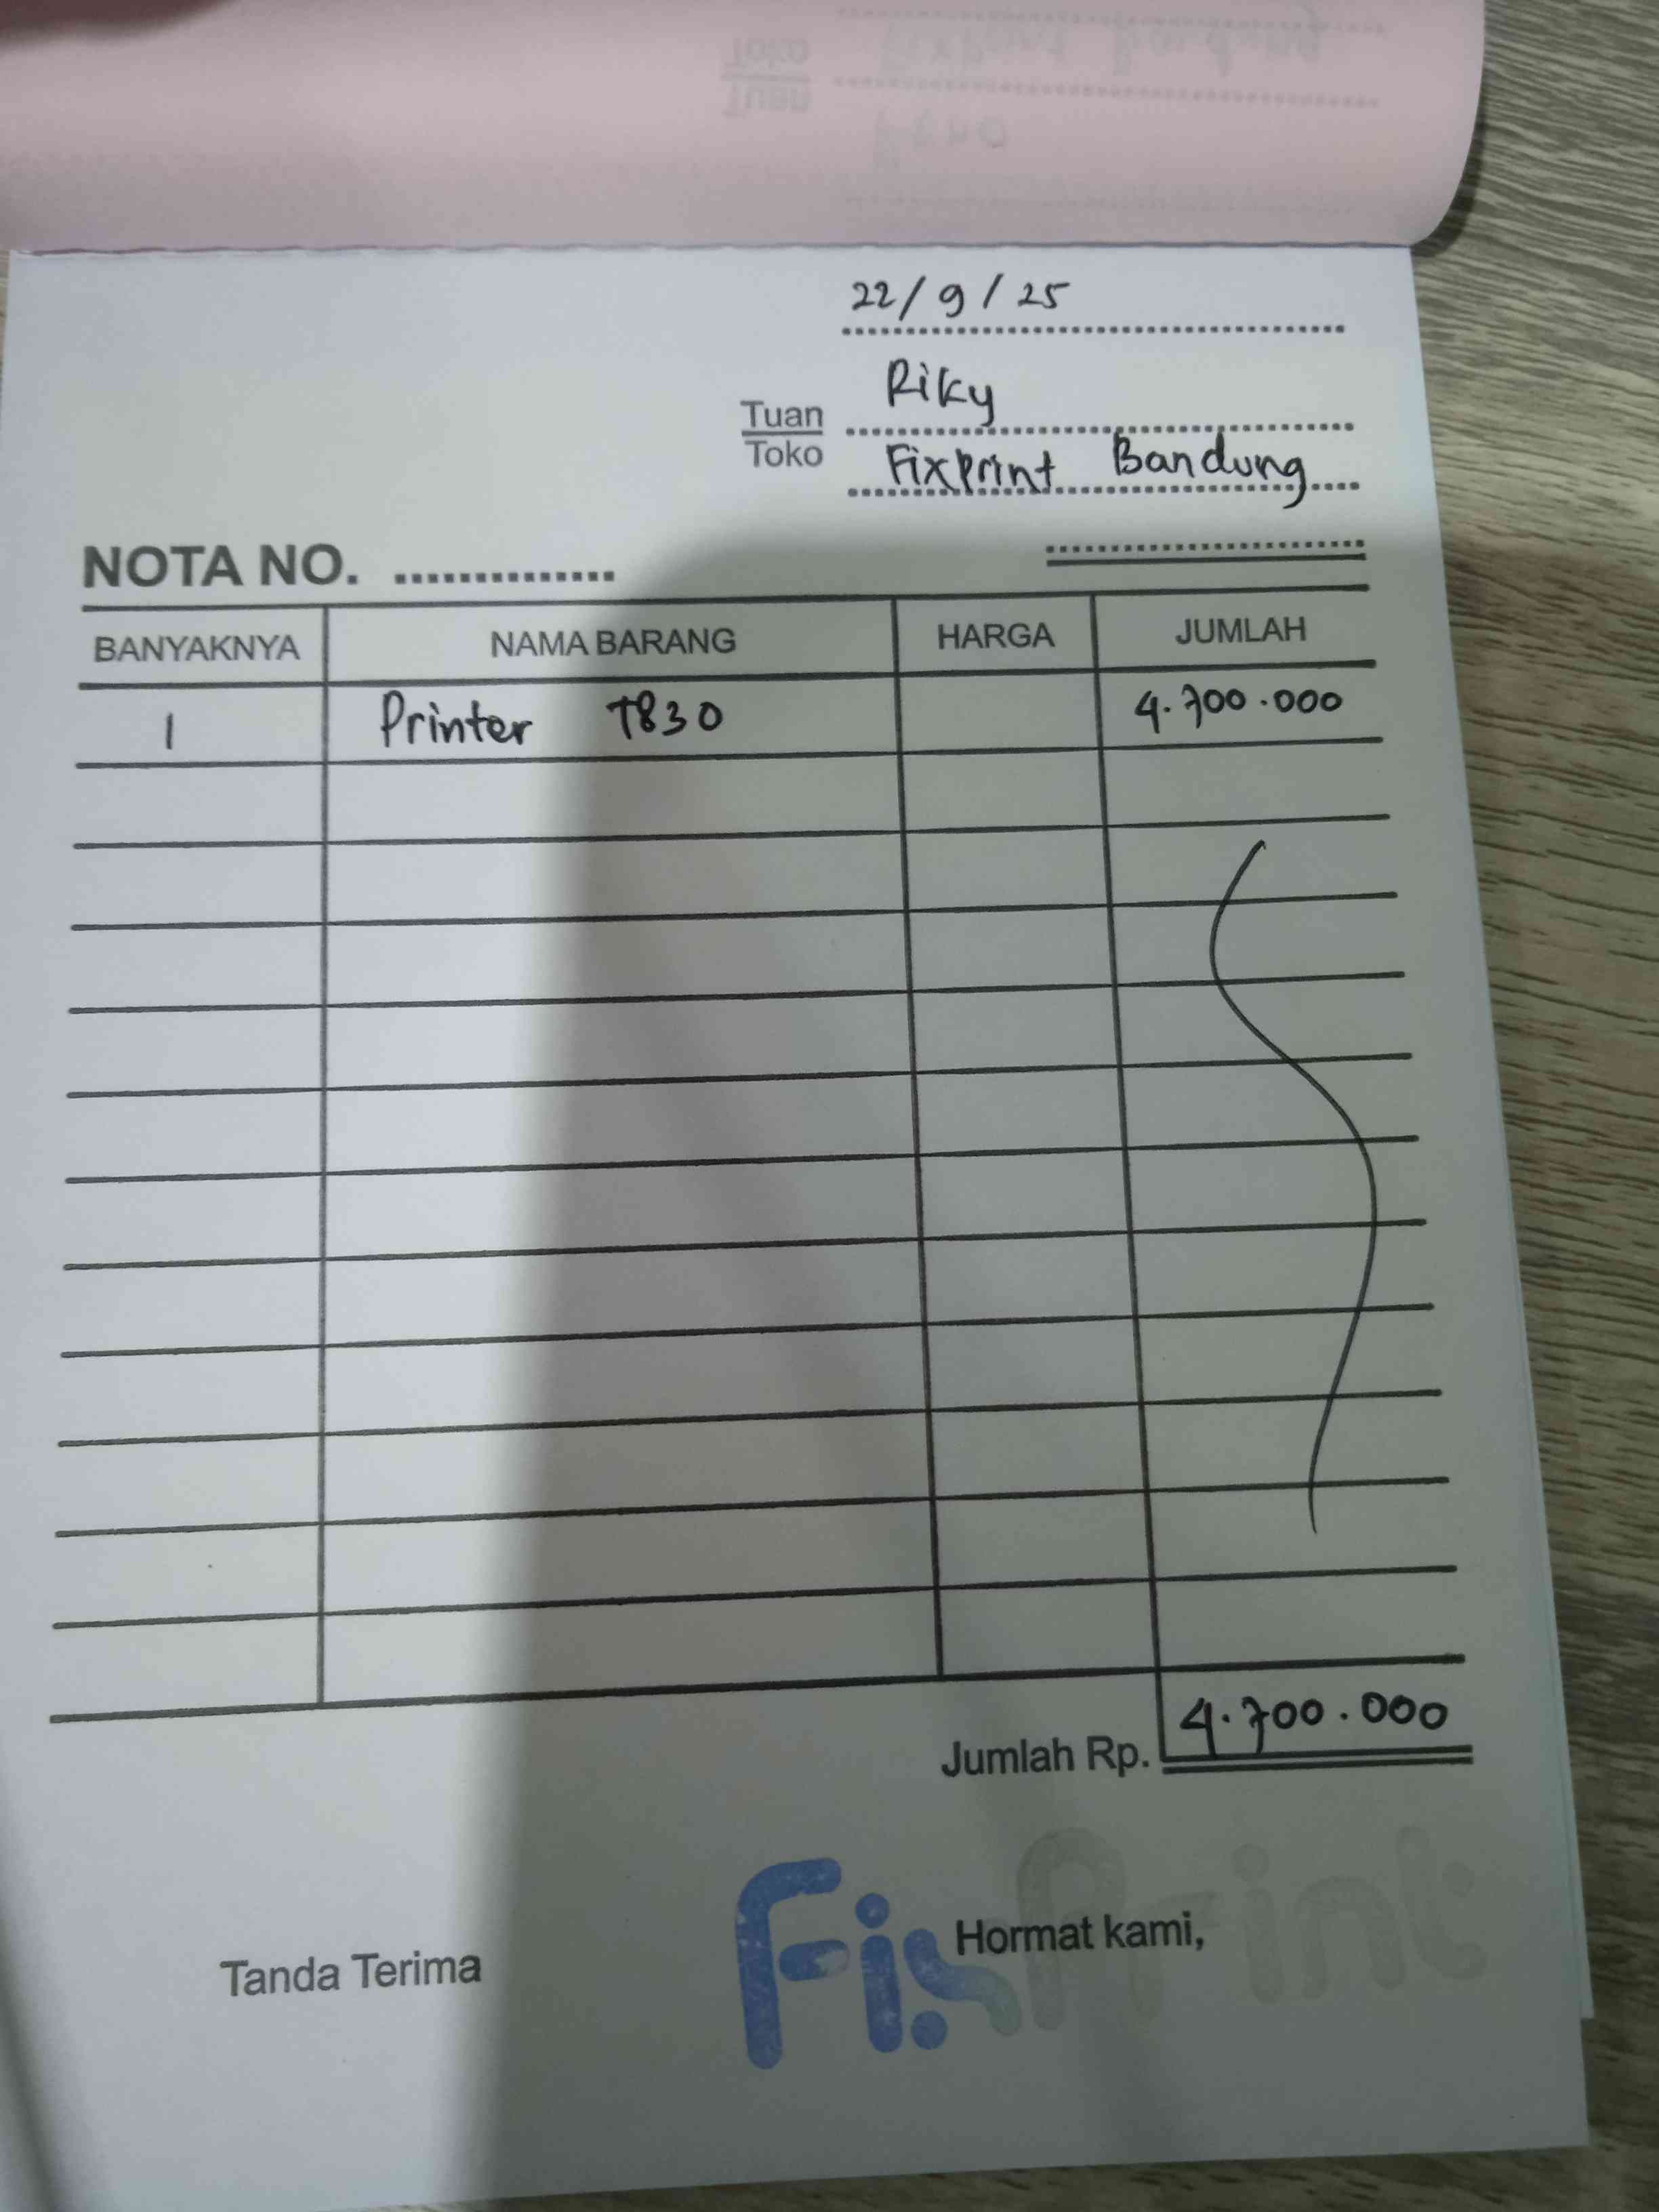 22/9/25
Riky
Tuan
Toko
Fixprint Bandung
NOTA NO. ...............
BANYAKNYA NAMA BARANG HARGA JUMLAH
1 Printer T830 4.700.000
Jumlah Rp. 4.700.000
Tanda Terima
Hormat kami,
FixPrint